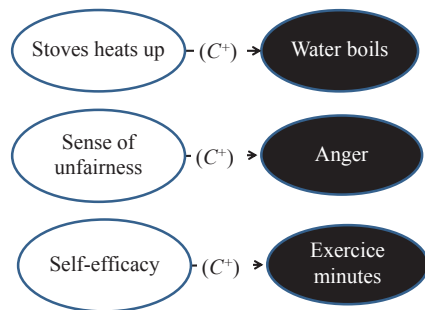 Stoves heats up (C+) Water boils
Sense of
unfairness (C+) Anger
Self-efficacy (C+) Exercice
minutes